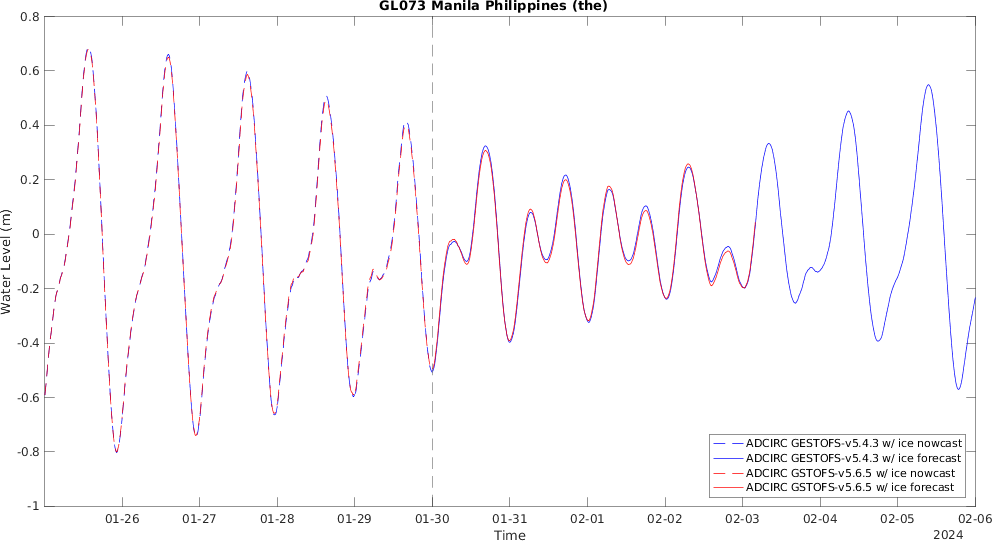 GL073 Manila Philippines (the)
0.8
0.6
0.4
0.2
0
-0.2
-0.4
-0.6
-0.8
-1
Water Level (m)
ADCIRC GESTOFS-v5.4.3 w/ ice nowcast
ADCIRC GESTOFS-v5.4.3 w/ ice forecast
ADCIRC GSTOFS-v5.6.5 w/ ice nowcast
ADCIRC GSTOFS-v5.6.5 w/ ice forecast
01-26 01-27 01-28 01-29 01-30 01-31 02-01 02-02 02-03 02-04 02-05 02-06
Time
2024